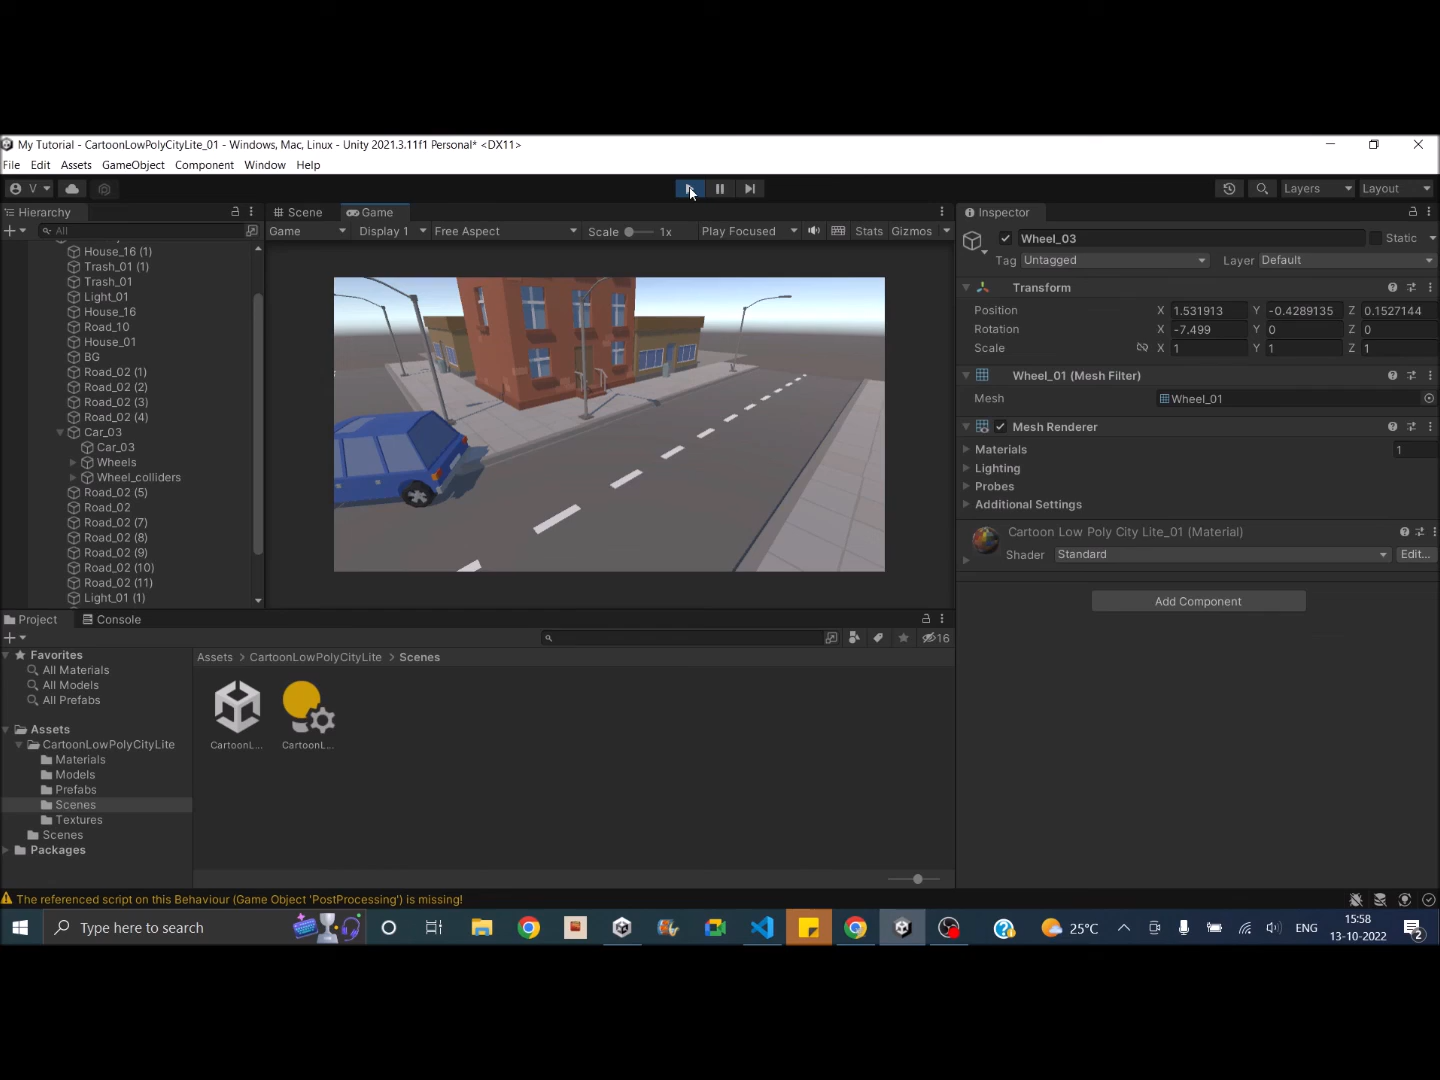 My Tutorial - CartoonLowPolyCityLite_01 - Windows, Mac, Linux - Unity 2021.3.11f1 Personal* <DX11>
File Edit Assets GameObject Component Window Help
V Layers Layout
Hierarchy
All
House_16 (1)
Trash_01 (1)
Trash_01
Light_01
House_16
Road_10
House_01
BG
Road_02 (1)
Road_02 (2)
Road_02 (3)
Road_02 (4)
Car_03
Car_03
Wheels
Wheel_colliders
Road_02 (5)
Road_02
Road_02 (7)
Road_02 (8)
Road_02 (9)
Road_02 (10)
Road_02 (11)
Light_01 (1)
Scene Game
Game Display 1 Free Aspect Scale 1x Play Focused Stats Gizmos
Inspector
Wheel_03 Static
Tag Untagged Layer Default
Transform
Position X 1.531913 Y -0.4289135 Z 0.1527144
Rotation X -7.499 Y 0 Z 0
Scale X 1 Y 1 Z 1
Wheel_01 (Mesh Filter)
Mesh Wheel_01
Mesh Renderer
Materials 1
Lighting
Probes
Additional Settings
Cartoon Low Poly City Lite_01 (Material)
Shader Standard Edit...
Add Component
Project Console
16
Favorites
All Materials
All Models
All Prefabs
Assets
CartoonLowPolyCityLite
Materials
Models
Prefabs
Scenes
Textures
Scenes
Packages
Assets > CartoonLowPolyCityLite > Scenes
CartoonL... CartoonL...
The referenced script on this Behaviour (Game Object 'PostProcessing') is missing!
Type here to search
25°C ENG
15:58
13-10-2022
2